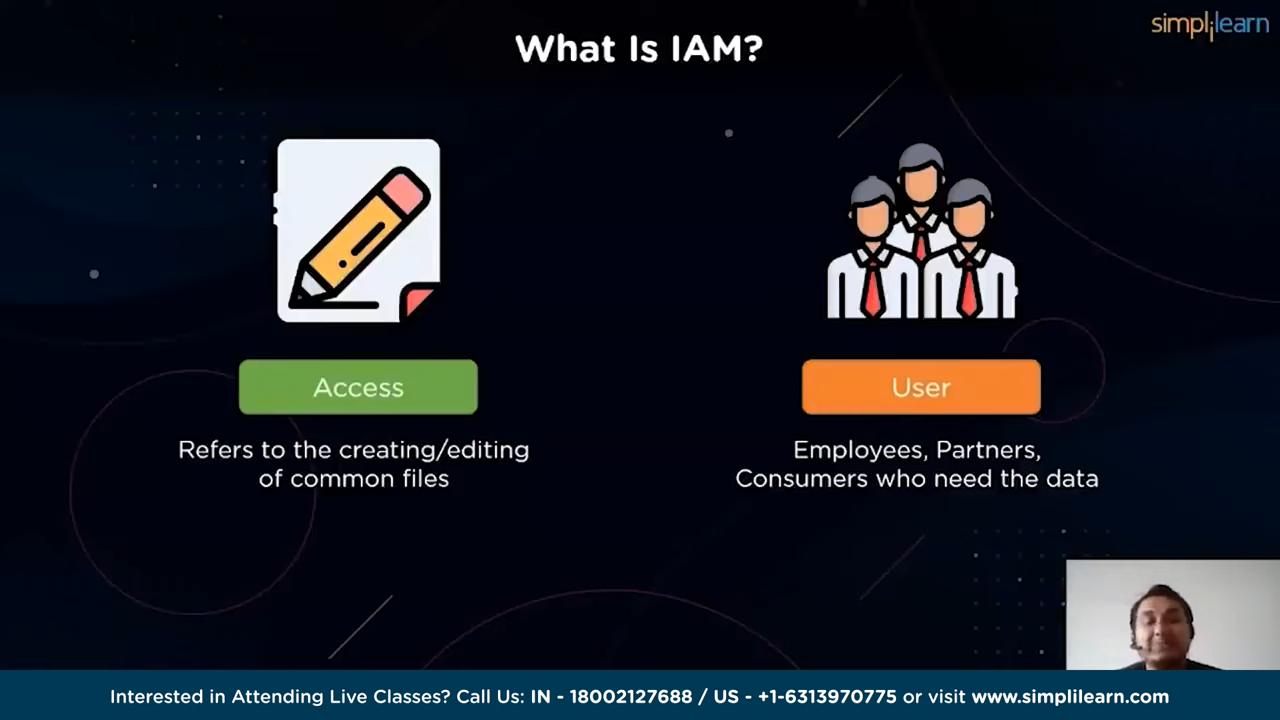 What Is IAM?
simplilearn
Access
Refers to the creating/editing
of common files
User
Employees, Partners,
Consumers who need the data
Interested in Attending Live Classes? Call Us: IN - 18002127688 / US - +1-6313970775 or visit www.simplilearn.com